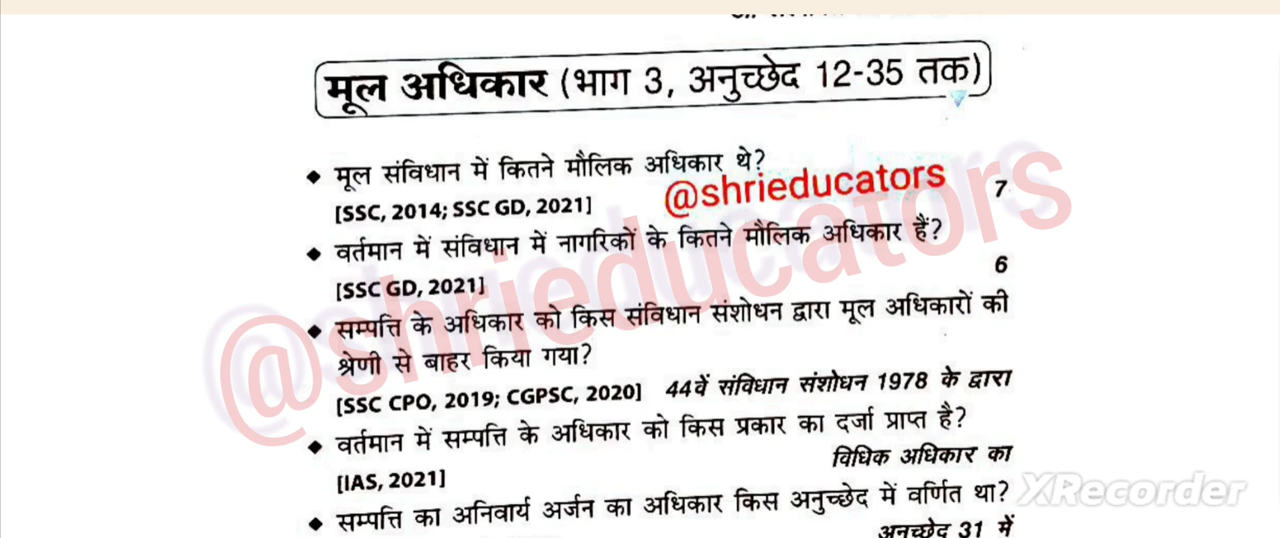 मूल अधिकार (भाग 3, अनुच्छेद 12-35 तक)
◆ मूल संविधान में कितने मौलिक अधिकार थे?
@shrieducators
[SSC, 2014; SSC GD, 2021] 7
◆ वर्तमान में संविधान में नागरिकों के कितने मौलिक अधिकार हैं?
[SSC GD, 2021] 6
@shrieducators
◆ सम्पत्ति के अधिकार को किस संविधान संशोधन द्वारा मूल अधिकारों की
श्रेणी से बाहर किया गया?
[SSC CPO, 2019; CGPSC, 2020] 44वें संविधान संशोधन 1978 के द्वारा
◆ वर्तमान में सम्पत्ति के अधिकार को किस प्रकार का दर्जा प्राप्त है?
[IAS, 2021] विधिक अधिकार का
◆ सम्पत्ति का अनिवार्य अर्जन का अधिकार किस अनुच्छेद में वर्णित था?
XRecorder
अनुच्छेद 31 में